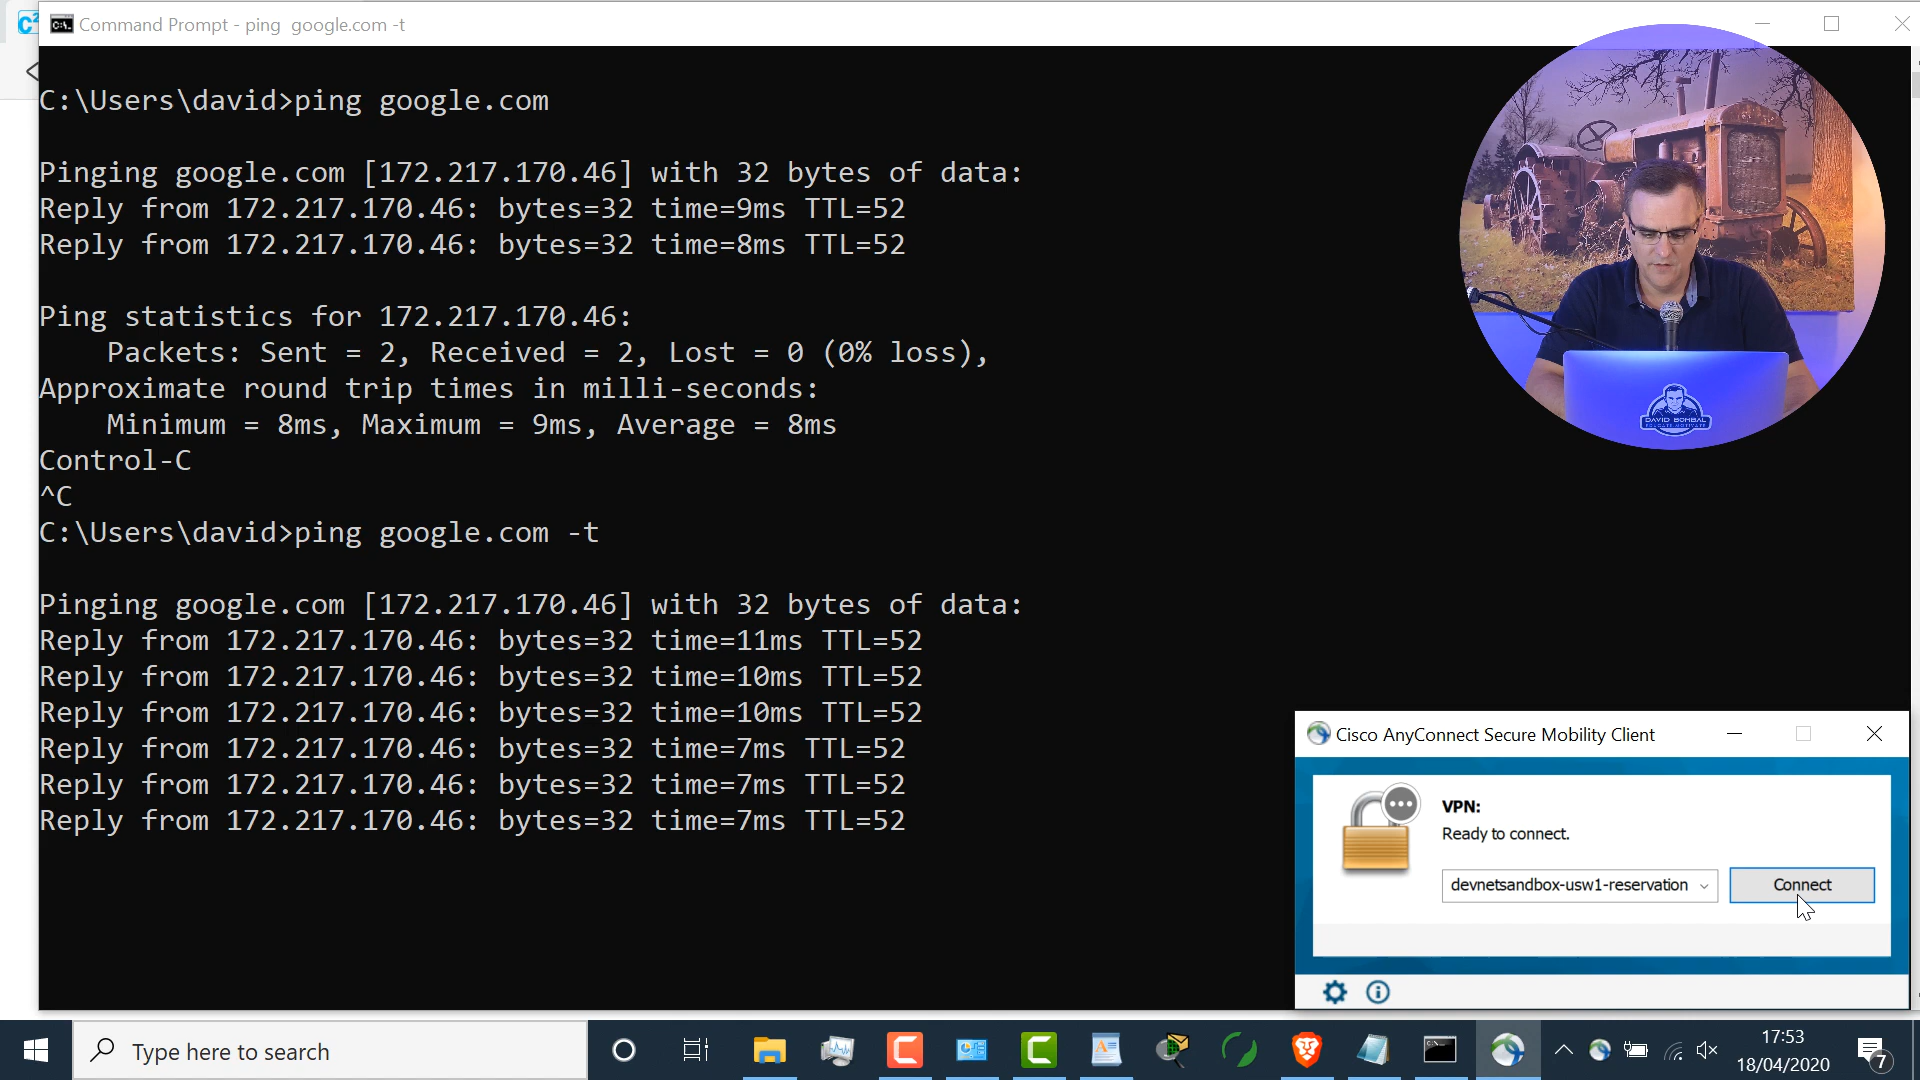 Command Prompt - ping  google.com -t
C:\Users\david>ping google.com
Pinging google.com [172.217.170.46] with 32 bytes of data:
Reply from 172.217.170.46: bytes=32 time=9ms TTL=52
Reply from 172.217.170.46: bytes=32 time=8ms TTL=52
Ping statistics for 172.217.170.46:
Packets: Sent = 2, Received = 2, Lost = 0 (0% loss),
Approximate round trip times in milli-seconds:
Minimum = 8ms, Maximum = 9ms, Average = 8ms
Control-C
^C
C:\Users\david>ping google.com -t
Pinging google.com [172.217.170.46] with 32 bytes of data:
Reply from 172.217.170.46: bytes=32 time=11ms TTL=52
Reply from 172.217.170.46: bytes=32 time=10ms TTL=52
Reply from 172.217.170.46: bytes=32 time=10ms TTL=52
Reply from 172.217.170.46: bytes=32 time=7ms TTL=52
Reply from 172.217.170.46: bytes=32 time=7ms TTL=52
Reply from 172.217.170.46: bytes=32 time=7ms TTL=52
DAVID BOMBAL
EDUCATE MOTIVATE
Cisco AnyConnect Secure Mobility Client
VPN:
Ready to connect.
devnetsandbox-usw1-reservation
Connect
Type here to search
17:53
18/04/2020
7